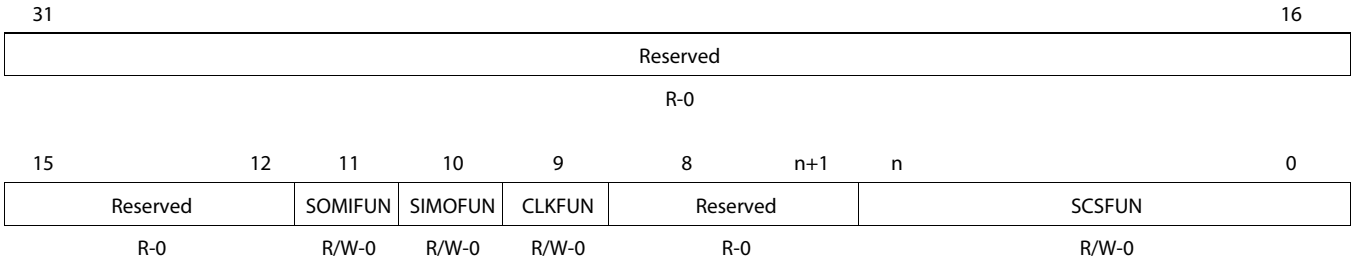 31 16
Reserved
R-0
15 12 11 10 9 8 n+1 n 0
Reserved SOMIFUN SIMOFUN CLKFUN Reserved SCSFUN
R-0 R/W-0 R/W-0 R/W-0 R-0 R/W-0